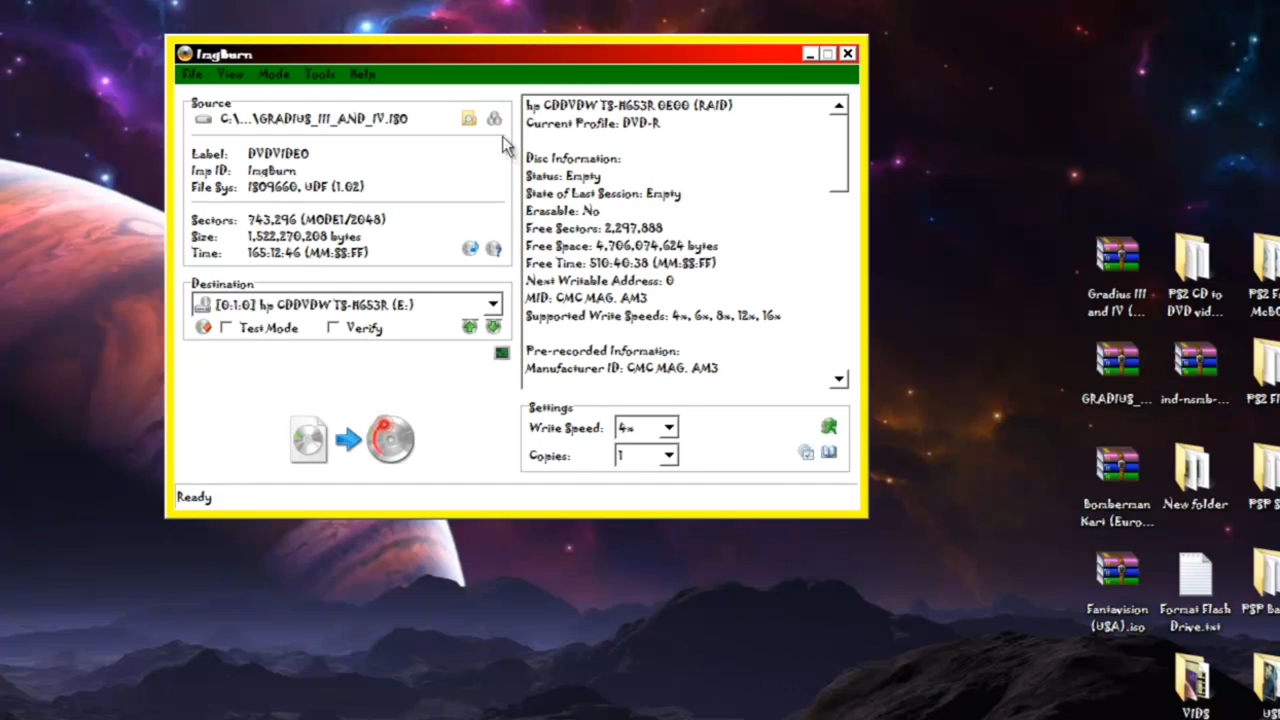 ImgBurn
File View Mode Tools Help
Source
C:\...\GRADIUS_III_AND_IV.ISO
Label: DVDVIDEO
Imp ID: ImgBurn
File Sys: ISO9660, UDF (1.02)
Sectors: 743,296 (MODE1/2048)
Size: 1,522,270,208 bytes
Time: 165:12:46 (MM:SS:FF)
Destination
[0:1:0] hp CDDVDW TS-H653R (E:)
Test Mode Verify
hp CDDVDW TS-H653R 0E00 (RAID)
Current Profile: DVD-R
Disc Information:
Status: Empty
State of Last Session: Empty
Erasable: No
Free Sectors: 2,297,888
Free Space: 4,706,074,624 bytes
Free Time: 510:40:38 (MM:SS:FF)
Next Writable Address: 0
MID: CMC MAG. AM3
Supported Write Speeds: 4x, 6x, 8x, 12x, 16x
Pre-recorded Information:
Manufacturer ID: CMC MAG. AM3
Settings
Write Speed: 4x
Copies: 1
Ready
Gradius III
and IV (...
PS2 CD to
DVD vid...
PS2 F
McBO
GRADIUS_...
ind-nsmb-...
PS2 F
Bomberman
Kart (Euro...
New folder
PSP S
Fantavision
(USA).iso
Format Flash
Drive.txt
PSP Ba
VIDS
US